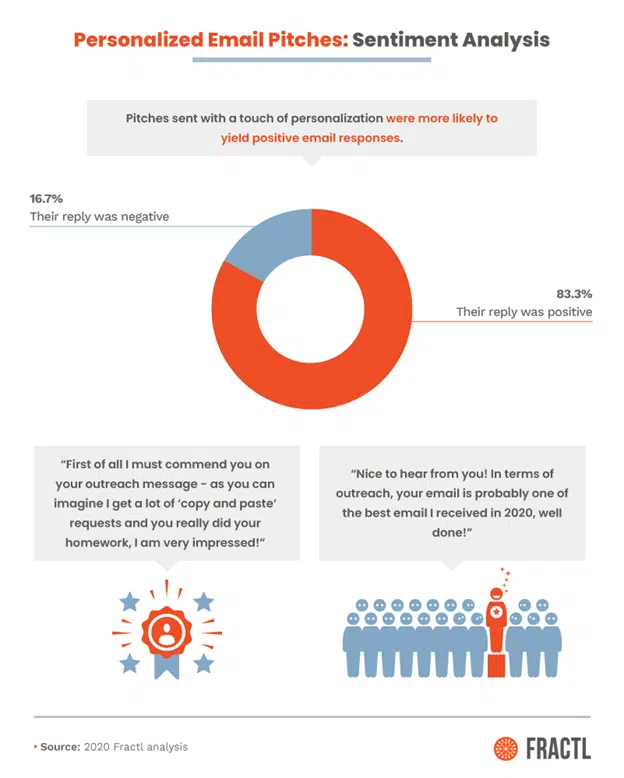 Personalized Email Pitches: Sentiment Analysis
Pitches sent with a touch of personalization were more likely to
yield positive email responses.
16.7%
Their reply was negative
83.3%
Their reply was positive
“First of all I must commend you on
your outreach message - as you can
imagine I get a lot of ‘copy and paste’
requests and you really did your
homework, I am very impressed!”
“Nice to hear from you! In terms of
outreach, your email is probably one of
the best email I received in 2020, well
done!”
Source: 2020 Fractl analysis
FRACTL